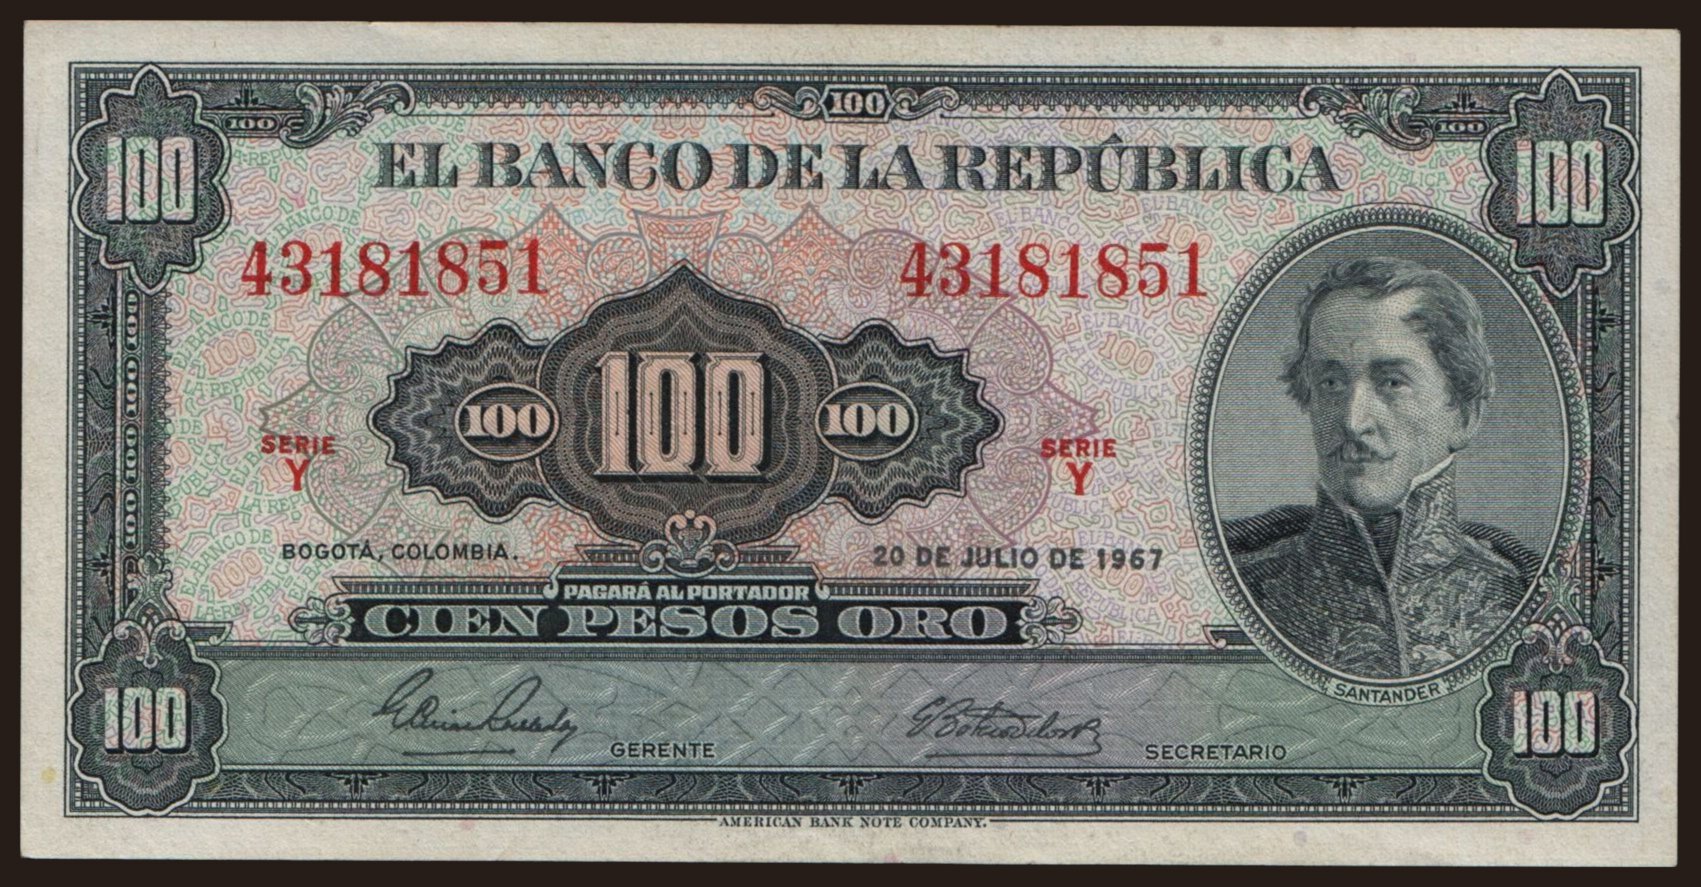 100 100 100 100 100
EL BANCO DE LA REPÚBLICA
43181851 43181851
100 100 100
SERIE SERIE
Y Y
BOGOTÁ, COLOMBIA. 20 DE JULIO DE 1967
PAGARÁ AL PORTADOR
CIEN PESOS ORO
SANTANDER
100 100
GERENTE SECRETARIO
AMERICAN BANK NOTE COMPANY.